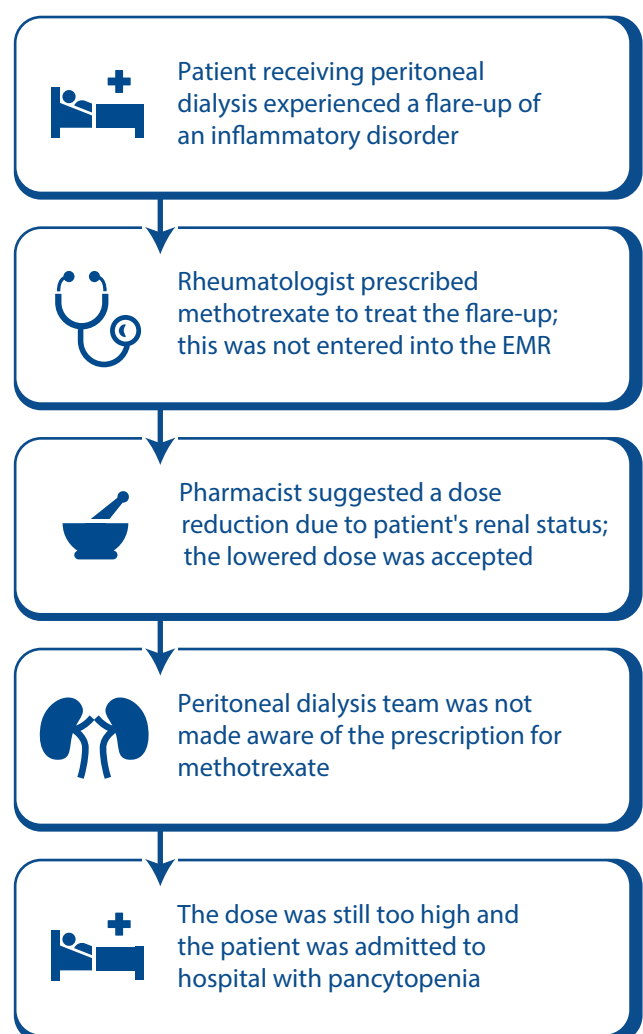 Patient receiving peritoneal
dialysis experienced a flare-up of
an inflammatory disorder
Rheumatologist prescribed
methotrexate to treat the flare-up;
this was not entered into the EMR
Pharmacist suggested a dose
reduction due to patient's renal status;
the lowered dose was accepted
Peritoneal dialysis team was not
made aware of the prescription for
methotrexate
The dose was still too high and
the patient was admitted to
hospital with pancytopenia